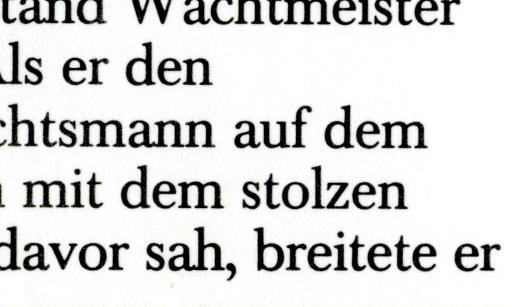 tand Wachtmeister
ls er den
chtsmann auf dem
mit dem stolzen
davor sah, breitete er